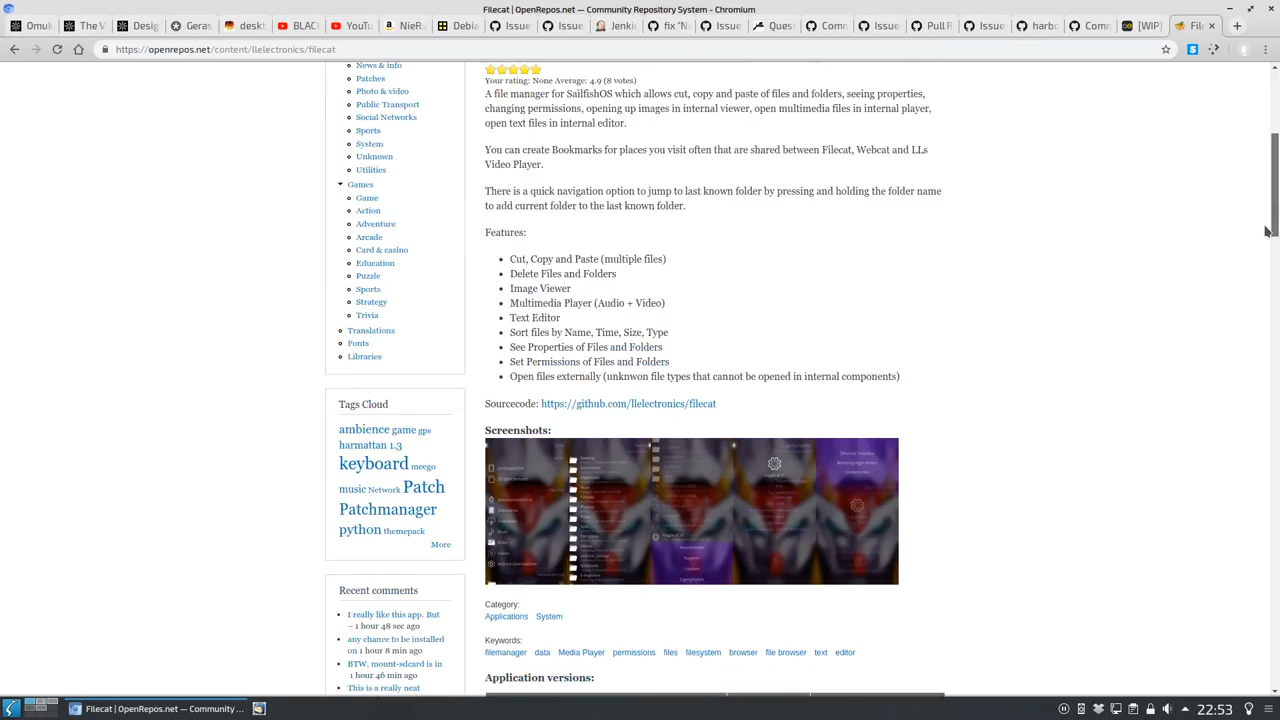 Filecat | OpenRepos.net — Community Repository System - Chromium
https://openrepos.net/content/llelectronics/filecat
News & info
Patches
Photo & video
Public Transport
Social Networks
Sports
System
Unknown
Utilities
Games
Game
Action
Adventure
Arcade
Card & casino
Education
Puzzle
Sports
Strategy
Trivia
Translations
Fonts
Libraries
Tags Cloud
ambience game gps
harmattan 1.3
keyboard meego
music Network Patch
Patchmanager
python themepack
More
Recent comments
I really like this app. But
– 1 hour 48 sec ago
any chance to be installed
on 1 hour 8 min ago
BTW, mount-sdcard is in
1 hour 46 min ago
This is a really neat
Your rating: None Average: 4.9 (8 votes)
A file manager for SailfishOS which allows cut, copy and paste of files and folders, seeing properties,
changing permissions, opening up images in internal viewer, open multimedia files in internal player,
open text files in internal editor.
You can create Bookmarks for places you visit often that are shared between Filecat, Webcat and LLs
Video Player.
There is a quick navigation option to jump to last known folder by pressing and holding the folder name
to add current folder to the last known folder.
Features:
Cut, Copy and Paste (multiple files)
Delete Files and Folders
Image Viewer
Multimedia Player (Audio + Video)
Text Editor
Sort files by Name, Time, Size, Type
See Properties of Files and Folders
Set Permissions of Files and Folders
Open files externally (unknwon file types that cannot be opened in internal components)
Sourcecode: https://github.com/llelectronics/filecat
Screenshots:
Category:
Applications System
Keywords:
filemanager data Media Player permissions files filesystem browser file browser text editor
Application versions:
Filecat | OpenRepos.net — Community ...
22:53